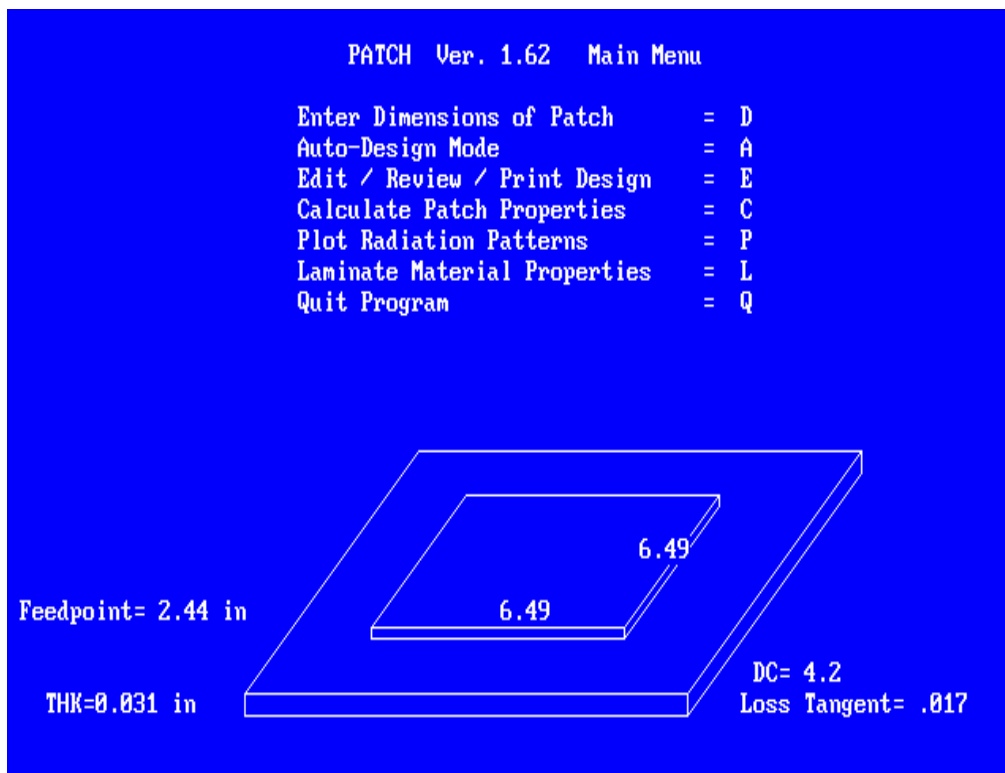 PATCH Ver. 1.62 Main Menu
Enter Dimensions of Patch = D
Auto-Design Mode = A
Edit / Review / Print Design = E
Calculate Patch Properties = C
Plot Radiation Patterns = P
Laminate Material Properties = L
Quit Program = Q
6.49
Feedpoint= 2.44 in
6.49
DC= 4.2
THK=0.031 in
Loss Tangent= .017